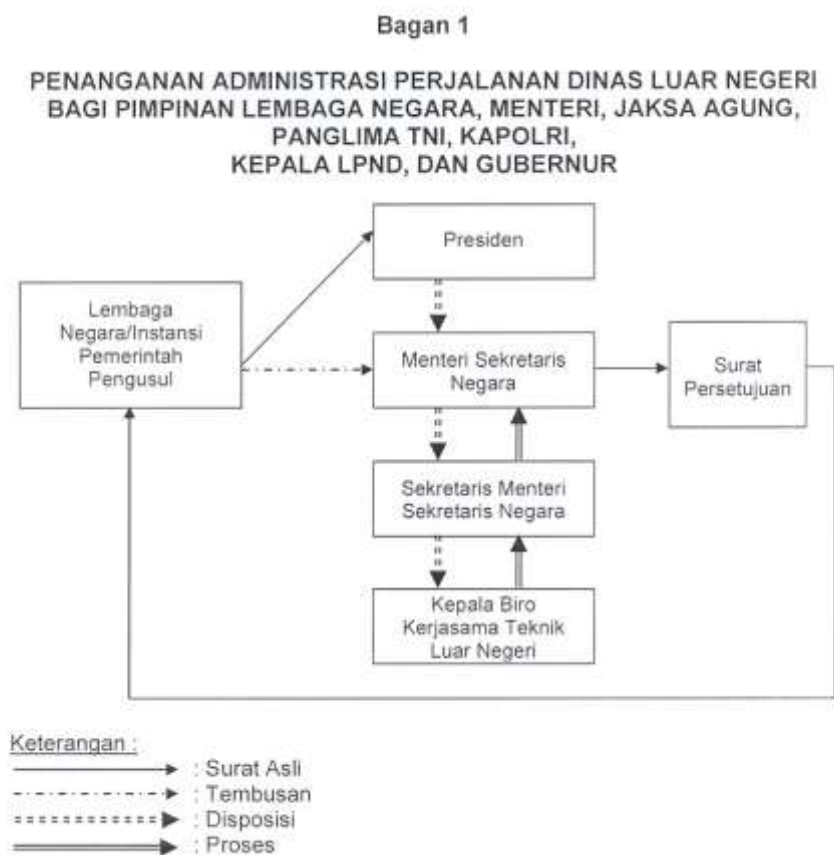 Bagan 1
PENANGANAN ADMINISTRASI PERJALANAN DINAS LUAR NEGERI
BAGI PIMPINAN LEMBAGA NEGARA, MENTERI, JAKSA AGUNG,
PANGLIMA TNI, KAPOLRI,
KEPALA LPND, DAN GUBERNUR
Presiden
Lembaga
Negara/Instansi
Pemerintah
Pengusul
Menteri Sekretaris
Negara
Surat
Persetujuan
Sekretaris Menteri
Sekretaris Negara
Kepala Biro
Kerjasama Teknik
Luar Negeri
Keterangan :
: Surat Asli
: Tembusan
: Disposisi
: Proses